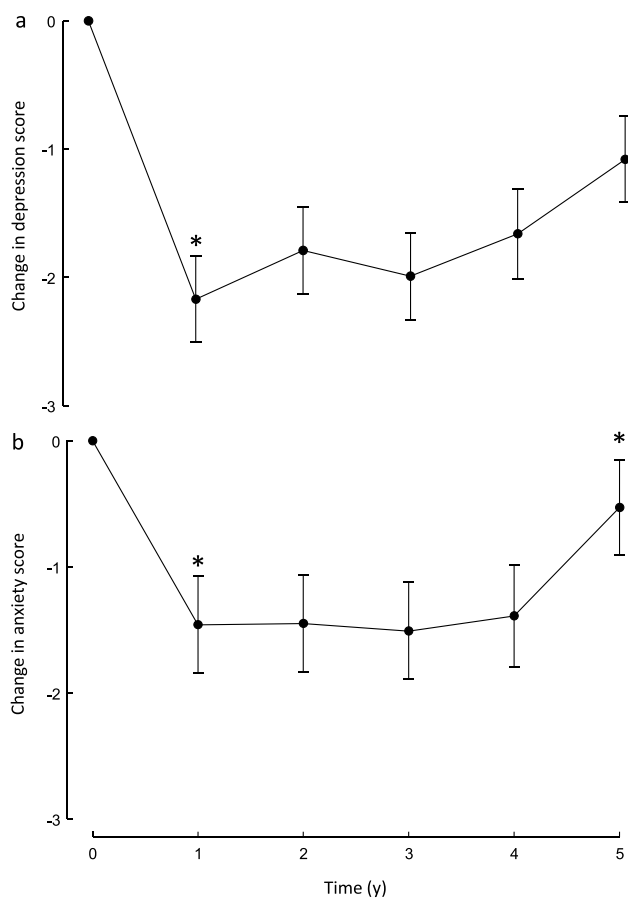 a
0
-1
-2
-3
Change in depression score
*
b
0
-1
-2
-3
Change in anxiety score
*
*
0 1 2 3 4 5
Time (y)